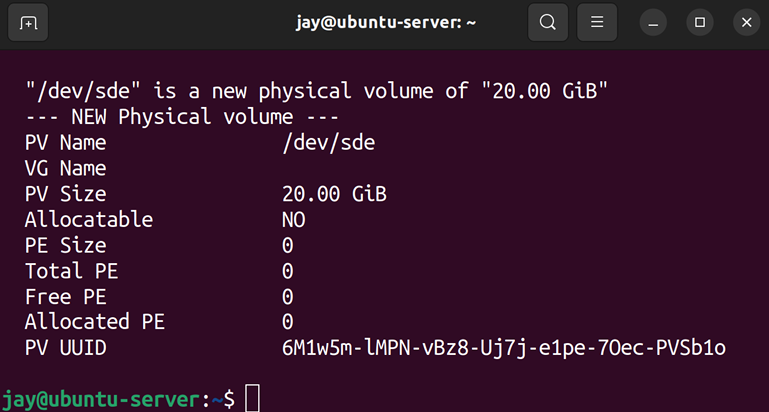 jay@ubuntu-server: ~
"/dev/sde" is a new physical volume of "20.00 GiB"
--- NEW Physical volume ---
PV Name /dev/sde
VG Name
PV Size 20.00 GiB
Allocatable NO
PE Size 0
Total PE 0
Free PE 0
Allocated PE 0
PV UUID 6M1w5m-lMPN-vBz8-Uj7j-e1pe-7Oec-PVSb1o
jay@ubuntu-server:~$